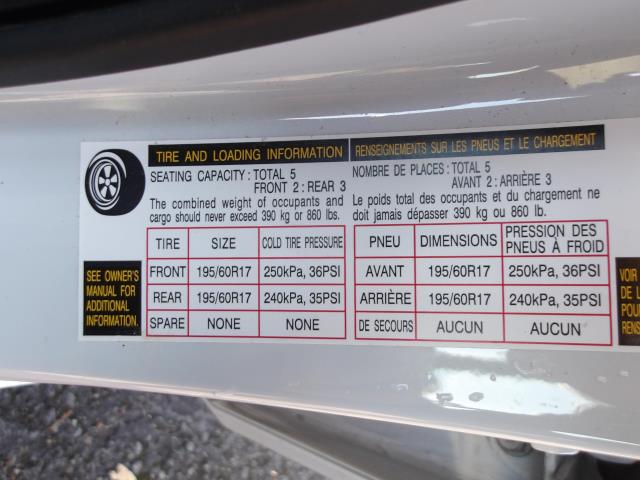 TIRE AND LOADING INFORMATION
SEATING CAPACITY : TOTAL 5
FRONT 2 : REAR 3
The combined weight of occupants and
cargo should never exceed 390 kg or 860 lbs.
TIRE SIZE COLD TIRE PRESSURE
FRONT 195/60R17 250kPa, 36PSI
REAR 195/60R17 240kPa, 35PSI
SPARE NONE NONE
SEE OWNER'S
MANUAL FOR
ADDITIONAL
INFORMATION.
RENSEIGNEMENTS SUR LES PNEUS ET LE CHARGEMENT
NOMBRE DE PLACES : TOTAL 5
AVANT 2 : ARRIÈRE 3
Le poids total des occupants et du chargement ne
doit jamais dépasser 390 kg ou 860 lb.
PNEU DIMENSIONS PRESSION DES
PNEUS À FROID
AVANT 195/60R17 250kPa, 36PSI
ARRIÈRE 195/60R17 240kPa, 35PSI
DE SECOURS AUCUN AUCUN
VOIR
DE L
POUR